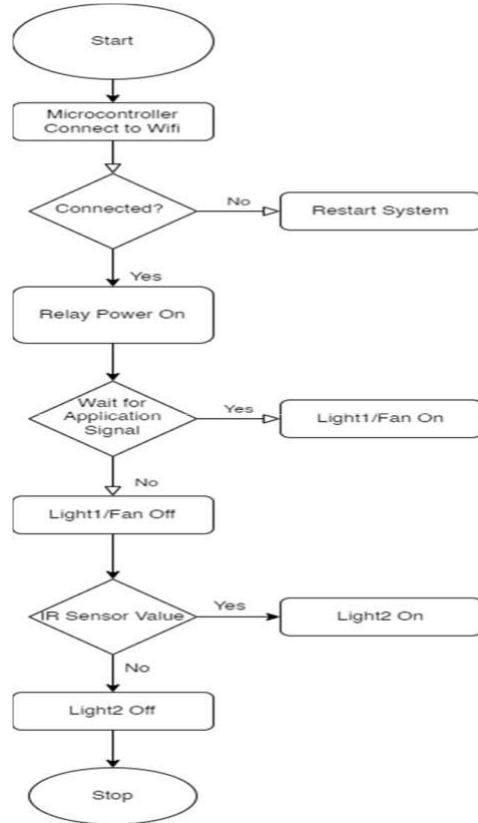 Start
Microcontroller
Connect to Wifi
Connected?
No
Restart System
Yes
Relay Power On
Wait for
Application
Signal
Yes
Light1/Fan On
No
Light1/Fan Off
IR Sensor Value
Yes
Light2 On
No
Light2 Off
Stop